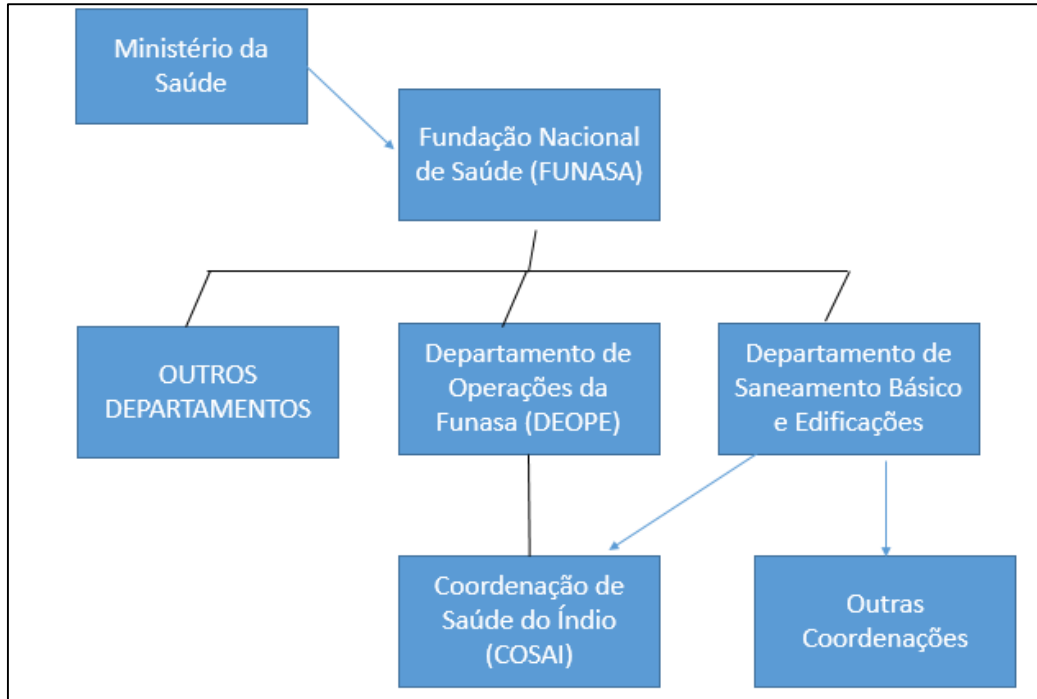 Ministério da
Saúde
Fundação Nacional
de Saúde (FUNASA)
OUTROS
DEPARTAMENTOS
Departamento de
Operações da
Funasa (DEOPE)
Departamento de
Saneamento Básico
e Edificações
Coordenação de
Saúde do Índio
(COSAI)
Outras
Coordenações